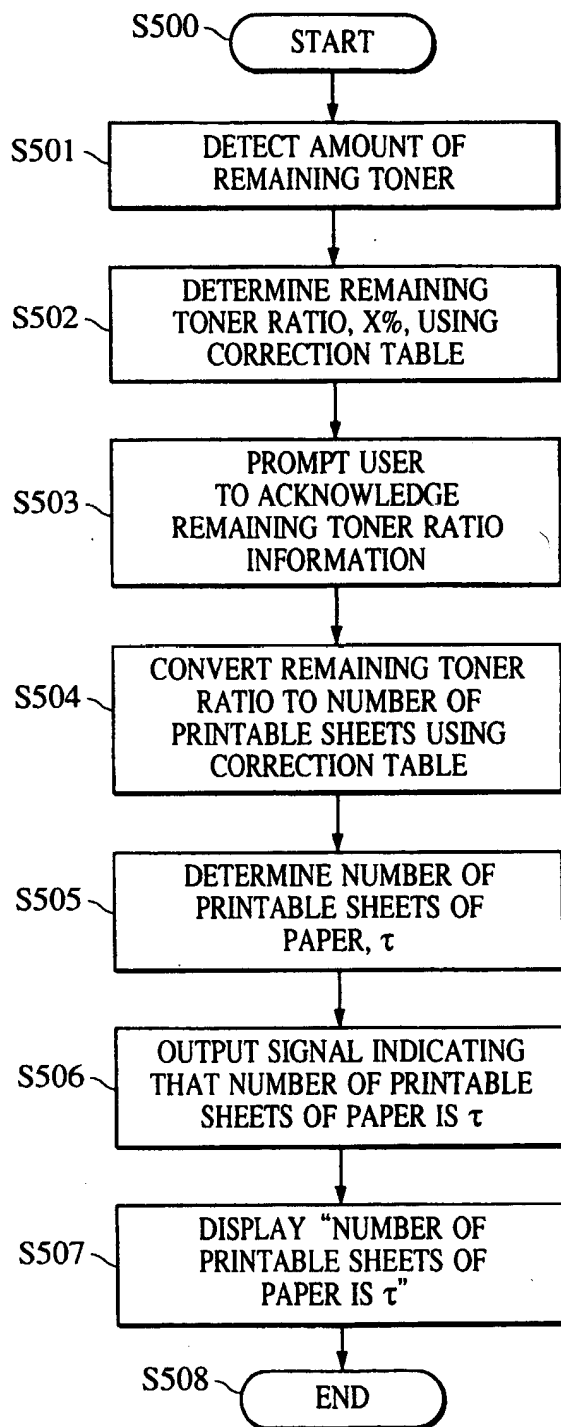 S500
START
S501
DETECT AMOUNT OF
REMAINING TONER
S502
DETERMINE REMAINING
TONER RATIO, X%, USING
CORRECTION TABLE
S503
PROMPT USER
TO ACKNOWLEDGE
REMAINING TONER RATIO
INFORMATION
S504
CONVERT REMAINING TONER
RATIO TO NUMBER OF
PRINTABLE SHEETS USING
CORRECTION TABLE
S505
DETERMINE NUMBER OF
PRINTABLE SHEETS OF
PAPER, τ
S506
OUTPUT SIGNAL INDICATING
THAT NUMBER OF PRINTABLE
SHEETS OF PAPER IS τ
S507
DISPLAY “NUMBER OF
PRINTABLE SHEETS OF
PAPER IS τ”
S508
END